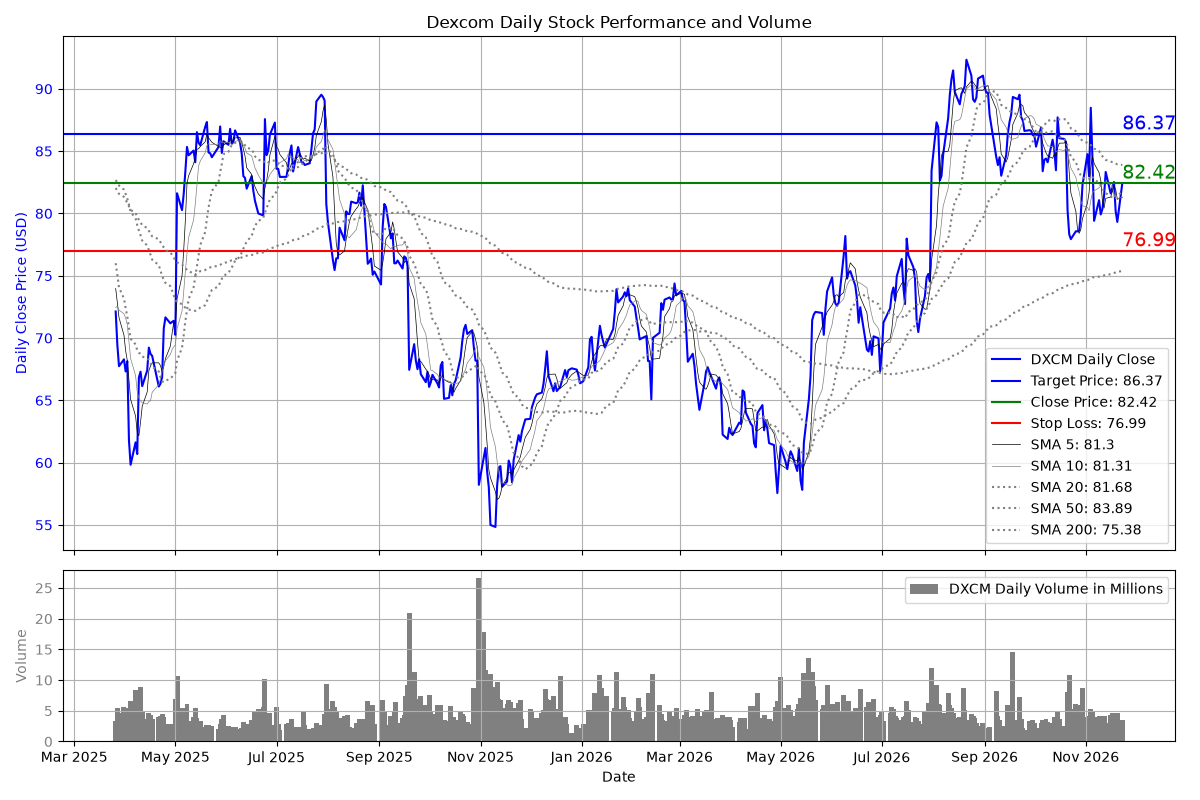 Dexcom Daily Stock Performance and Volume
Daily Close Price (USD)
90
85
80
75
70
65
60
55
86.37
82.42
76.99
DXCM Daily Close
Target Price: 86.37
Close Price: 82.42
Stop Loss: 76.99
SMA 5: 81.3
SMA 10: 81.31
SMA 20: 81.68
SMA 50: 83.89
SMA 200: 75.38
Volume
25
20
15
10
5
0
DXCM Daily Volume in Millions
Mar 2025 May 2025 Jul 2025 Sep 2025 Nov 2025 Jan 2026 Mar 2026 May 2026 Jul 2026 Sep 2026 Nov 2026
Date